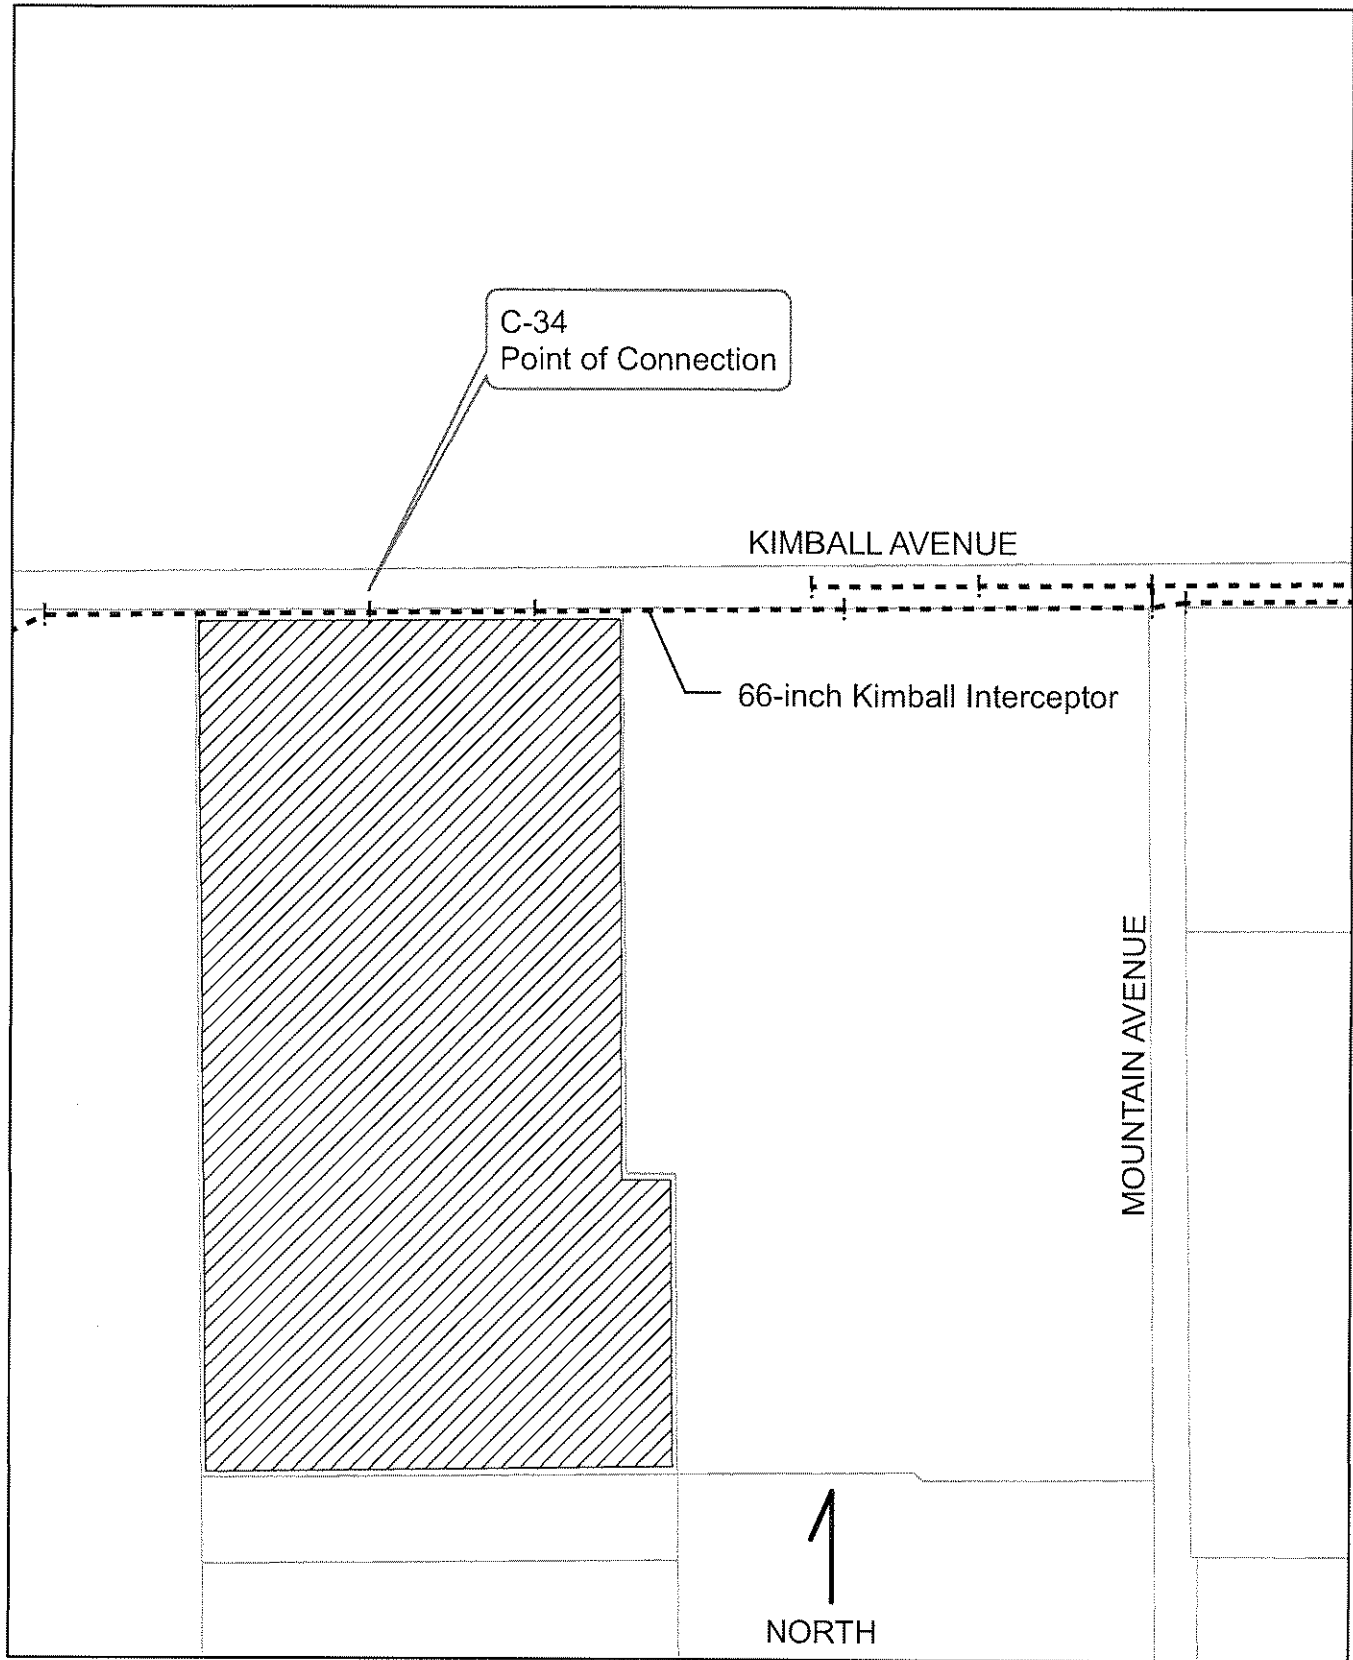 C-34
Point of Connection
KIMBALL AVENUE
66-inch Kimball Interceptor
MOUNTAIN AVENUE
NORTH